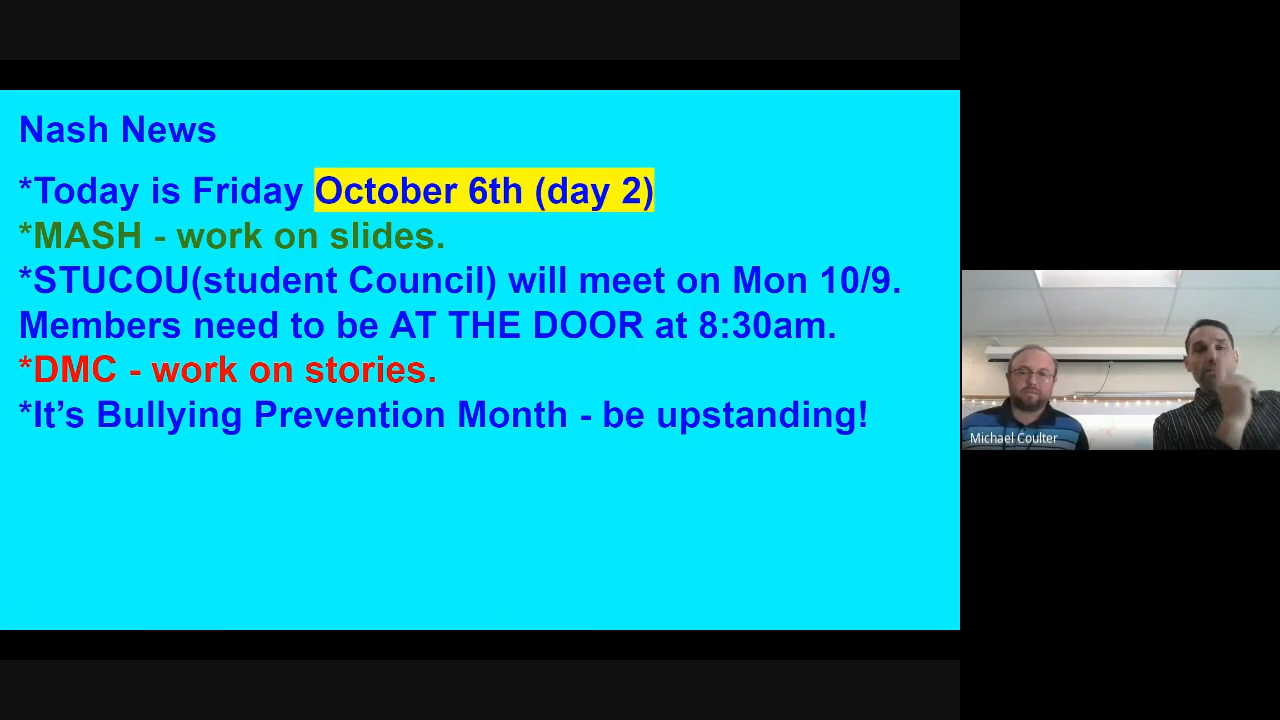 Nash News
*Today is Friday October 6th (day 2)
*MASH - work on slides.
*STUCOU(student Council) will meet on Mon 10/9.
Members need to be AT THE DOOR at 8:30am.
*DMC - work on stories.
*It’s Bullying Prevention Month - be upstanding!
Michael Coulter